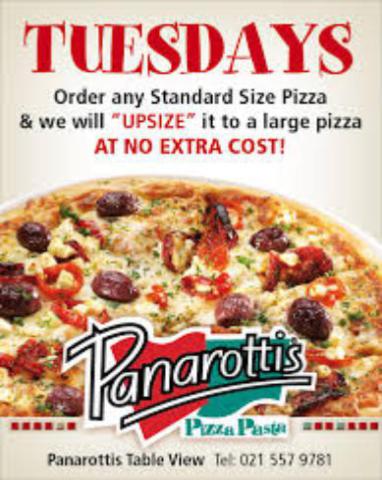 TUESDAYS
Order any Standard Size Pizza
& we will "UPSIZE" it to a large pizza
AT NO EXTRA COST!
Panarottis
Pizza Pasta
Panarottis Table View Tel: 021 557 9781